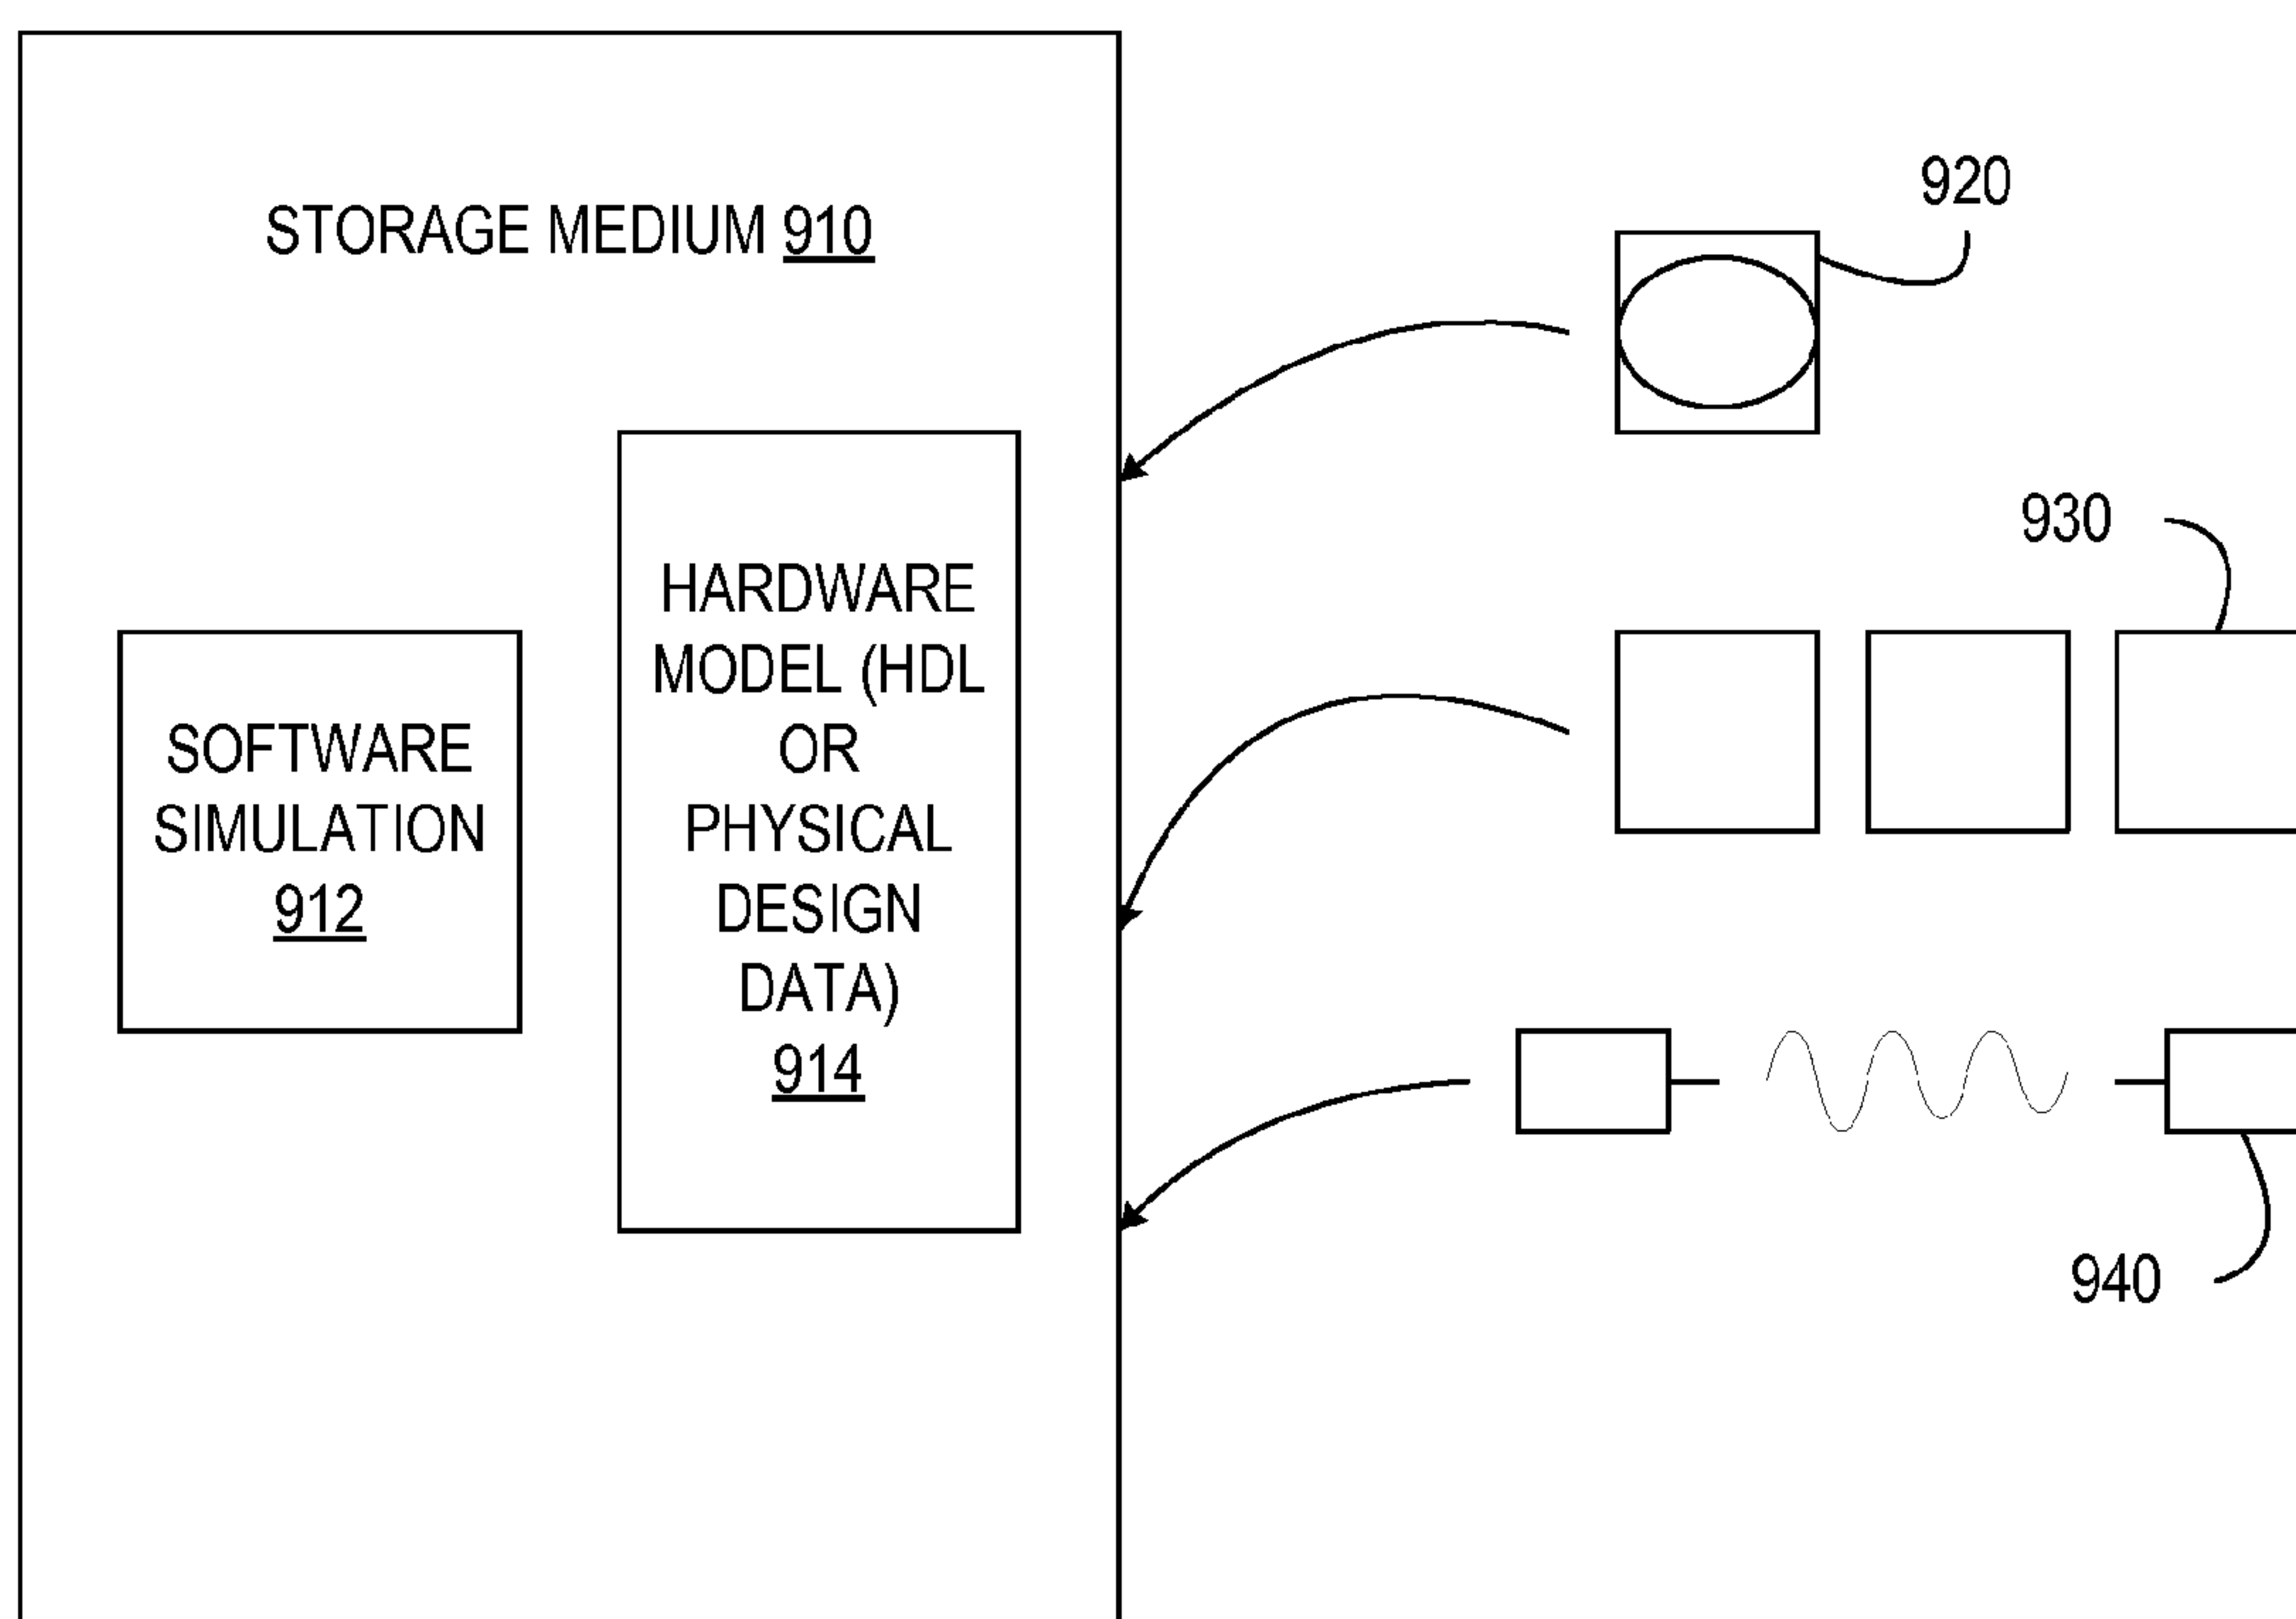 STORAGE MEDIUM 910
SOFTWARE
SIMULATION
912
HARDWARE
MODEL (HDL
OR
PHYSICAL
DESIGN
DATA)
914
920
930
940